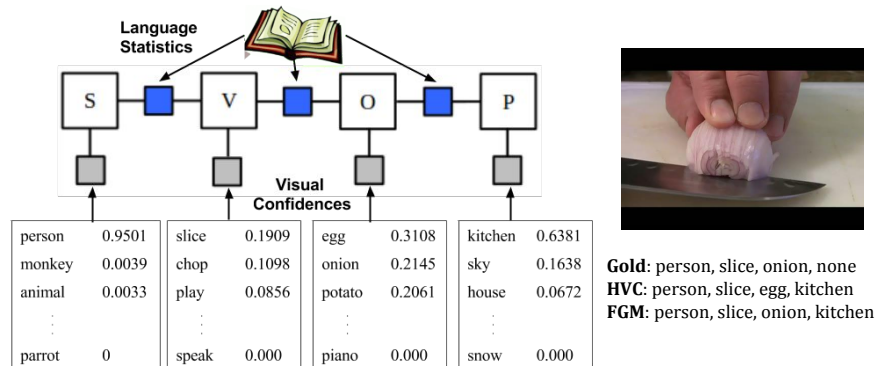 Language
Statistics
S V O P
Visual
Confidences
person 0.9501 slice 0.1909 egg 0.3108 kitchen 0.6381
monkey 0.0039 chop 0.1098 onion 0.2145 sky 0.1638
animal 0.0033 play 0.0856 potato 0.2061 house 0.0672
parrot 0 speak 0.000 piano 0.000 snow 0.000
Gold: person, slice, onion, none
HVC: person, slice, egg, kitchen
FGM: person, slice, onion, kitchen